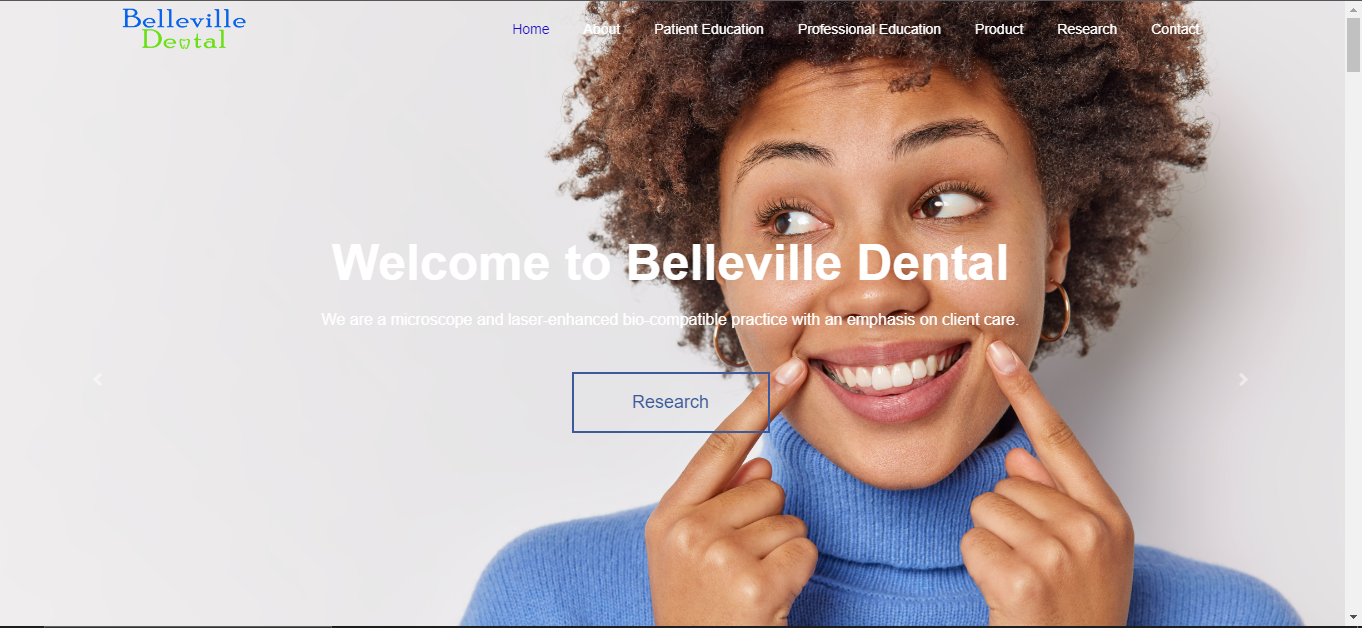 Belleville
Dental
Home About Patient Education Professional Education Product Research Contact
Welcome to Belleville Dental
We are a microscope and laser-enhanced bio-compatible practice with an emphasis on client care.
Research